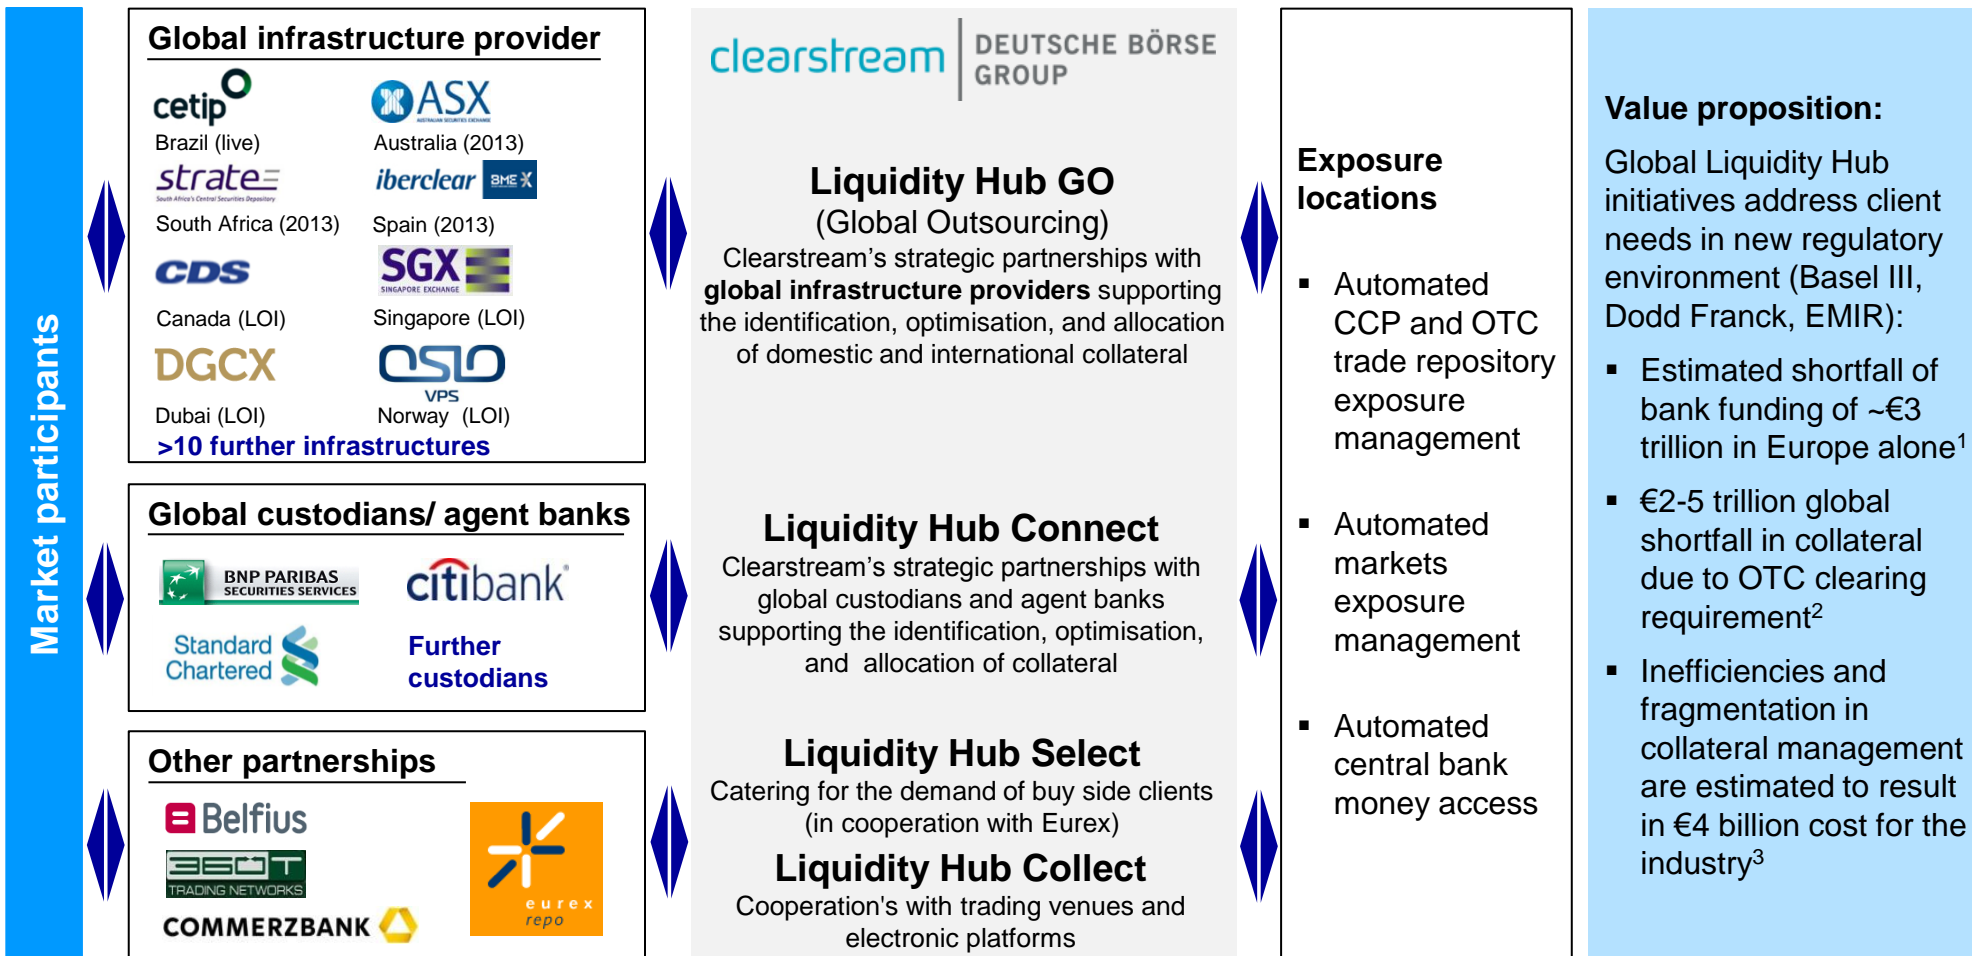 Market participants
Global infrastructure provider
cetip
ASX
AUSTRALIAN SECURITIES EXCHANGE
Brazil (live)
Australia (2013)
strate
South Africa's Central Securities Depository
iberclear BME X
South Africa (2013)
Spain (2013)
CDS
SGX
SINGAPORE EXCHANGE
Canada (LOI)
Singapore (LOI)
DGCX
OSLO
VPS
Dubai (LOI)
Norway (LOI)
>10 further infrastructures
Global custodians/ agent banks
BNP PARIBAS
SECURITIES SERVICES
citibank
Standard
Chartered
Further
custodians
Other partnerships
Belfius
360T
TRADING NETWORKS
COMMERZBANK
eurex
repo
clearstream
DEUTSCHE BÖRSE
GROUP
Liquidity Hub GO
(Global Outsourcing)
Clearstream's strategic partnerships with
global infrastructure providers supporting
the identification, optimisation, and allocation
of domestic and international collateral
Liquidity Hub Connect
Clearstream's strategic partnerships with
global custodians and agent banks
supporting the identification, optimisation,
and allocation of collateral
Liquidity Hub Select
Catering for the demand of buy side clients
(in cooperation with Eurex)
Liquidity Hub Collect
Cooperation's with trading venues and
electronic platforms
Exposure
locations
▪ Automated
CCP and OTC
trade repository
exposure
management
▪ Automated
markets
exposure
management
▪ Automated
central bank
money access
Value proposition:
Global Liquidity Hub
initiatives address client
needs in new regulatory
environment (Basel III,
Dodd Franck, EMIR):
▪ Estimated shortfall of
bank funding of ~€3
trillion in Europe alone¹
▪ €2-5 trillion global
shortfall in collateral
due to OTC clearing
requirement²
▪ Inefficiencies and
fragmentation in
collateral management
are estimated to result
in €4 billion cost for the
industry³